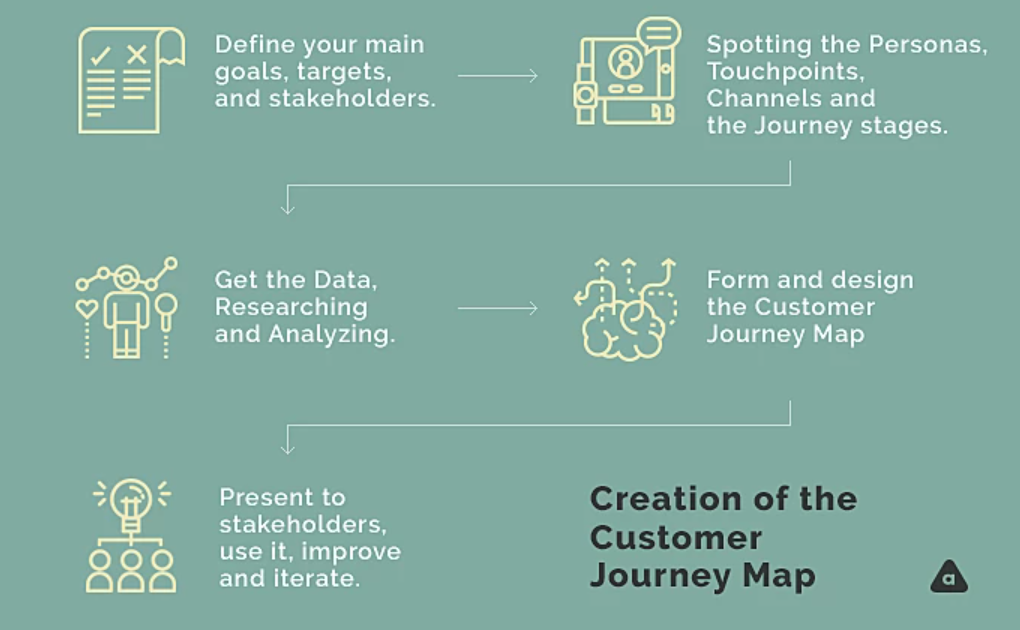 Define your main
goals, targets,
and stakeholders.
Spotting the Personas,
Touchpoints,
Channels and
the Journey stages.
Get the Data,
Researching
and Analyzing.
Form and design
the Customer
Journey Map
Present to
stakeholders,
use it, improve
and iterate.
Creation of the
Customer
Journey Map
a